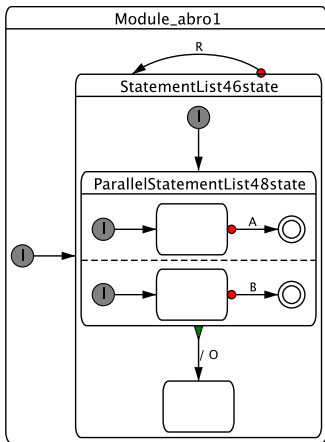 Module_abro1
R
StatementList46state
I
ParallelStatementList48state
I
A
I
I
B
/ O